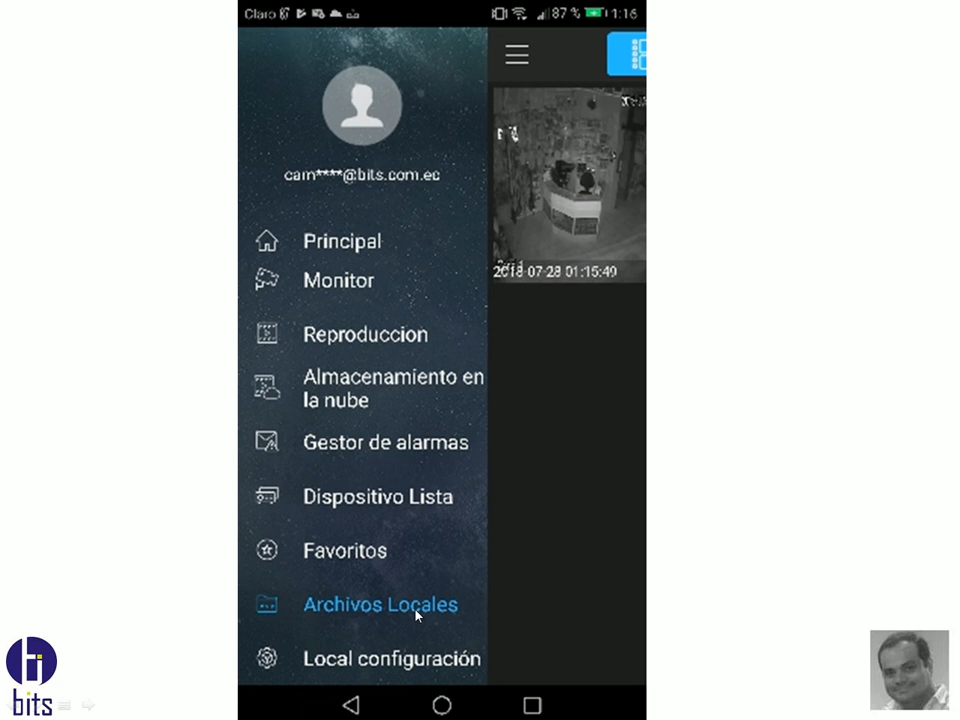 Claro
87 %
1:16
cam****@bits.com.ec
Principal
Monitor
Reproduccion
Almacenamiento en
la nube
Gestor de alarmas
Dispositivo Lista
Favoritos
Archivos Locales
Local configuración
2018-07-28 01:15:49
bits